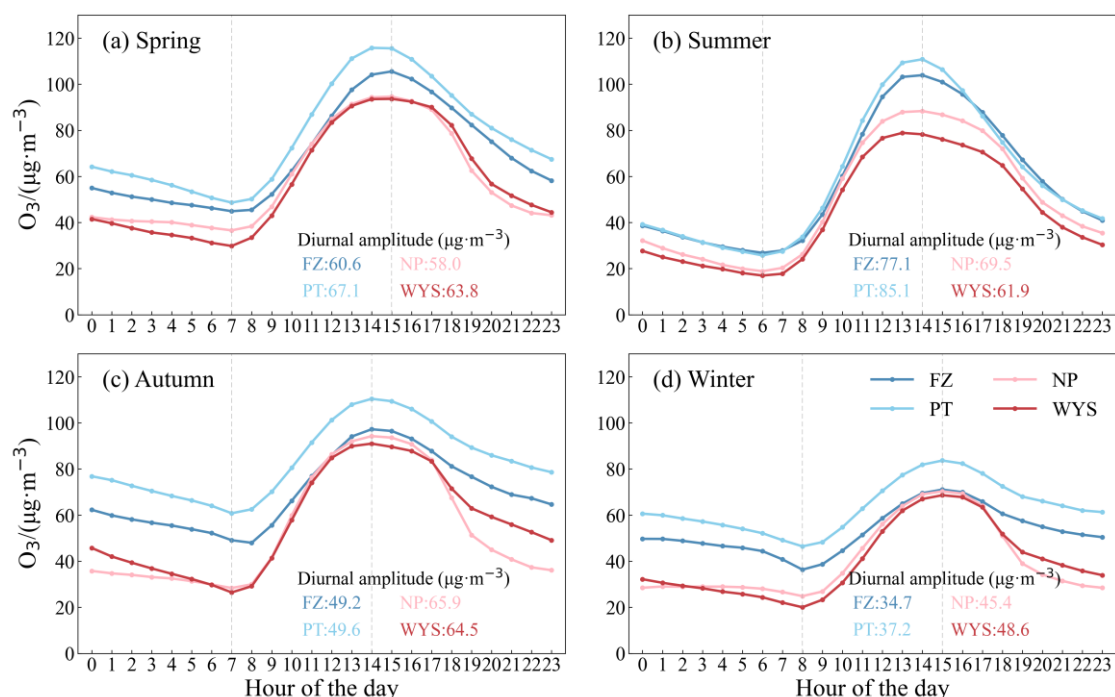 (a) Spring
O₃/(μg·m⁻³)
120
100
80
60
40
20
0
Diurnal amplitude (μg·m⁻³)
FZ:60.6 NP:58.0
PT:67.1 WYS:63.8
0 1 2 3 4 5 6 7 8 9 10 11 12 13 14 15 16 17 18 19 20 21 22 23
(b) Summer
120
100
80
60
40
20
0
Diurnal amplitude (μg·m⁻³)
FZ:77.1 NP:69.5
PT:85.1 WYS:61.9
0 1 2 3 4 5 6 7 8 9 10 11 12 13 14 15 16 17 18 19 20 21 22 23
(c) Autumn
O₃/(μg·m⁻³)
120
100
80
60
40
20
0
Diurnal amplitude (μg·m⁻³)
FZ:49.2 NP:65.9
PT:49.6 WYS:64.5
0 1 2 3 4 5 6 7 8 9 10 11 12 13 14 15 16 17 18 19 20 21 22 23
Hour of the day
(d) Winter
FZ NP
PT WYS
120
100
80
60
40
20
0
Diurnal amplitude (μg·m⁻³)
FZ:34.7 NP:45.4
PT:37.2 WYS:48.6
0 1 2 3 4 5 6 7 8 9 10 11 12 13 14 15 16 17 18 19 20 21 22 23
Hour of the day